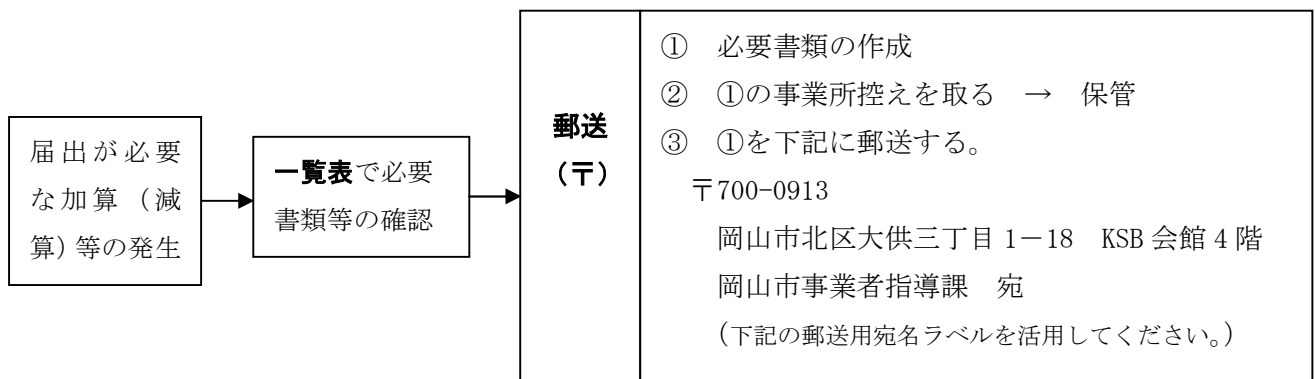 届出が必要
な加算（減
算）等の発生
一覧表で必要
書類等の確認
郵送
（〒）
①　必要書類の作成
②　①の事業所控えを取る　→　保管
③　①を下記に郵送する。
〒700-0913
岡山市北区大供三丁目1－18　KSB会館4階
岡山市事業者指導課　宛
（下記の郵送用宛名ラベルを活用してください。）